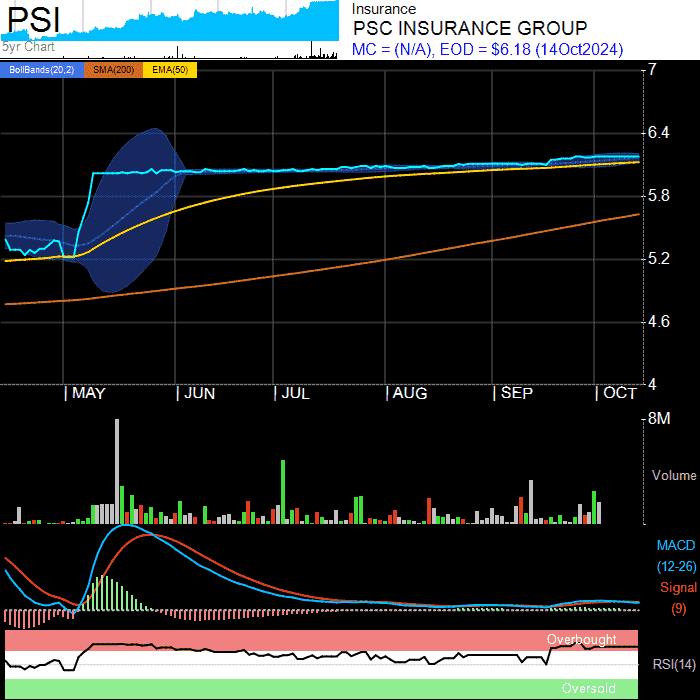 PSI
5yr Chart
Insurance
PSC INSURANCE GROUP
MC = (N/A), EOD = $6.18 (14Oct2024)
BollBands(20,2) SMA(200) EMA(50)
7
6.4
5.8
5.2
4.6
4
MAY JUN JUL AUG SEP OCT
8M
Volume
MACD
(12-26)
Signal
(9)
Overbought
RSI(14)
Oversold